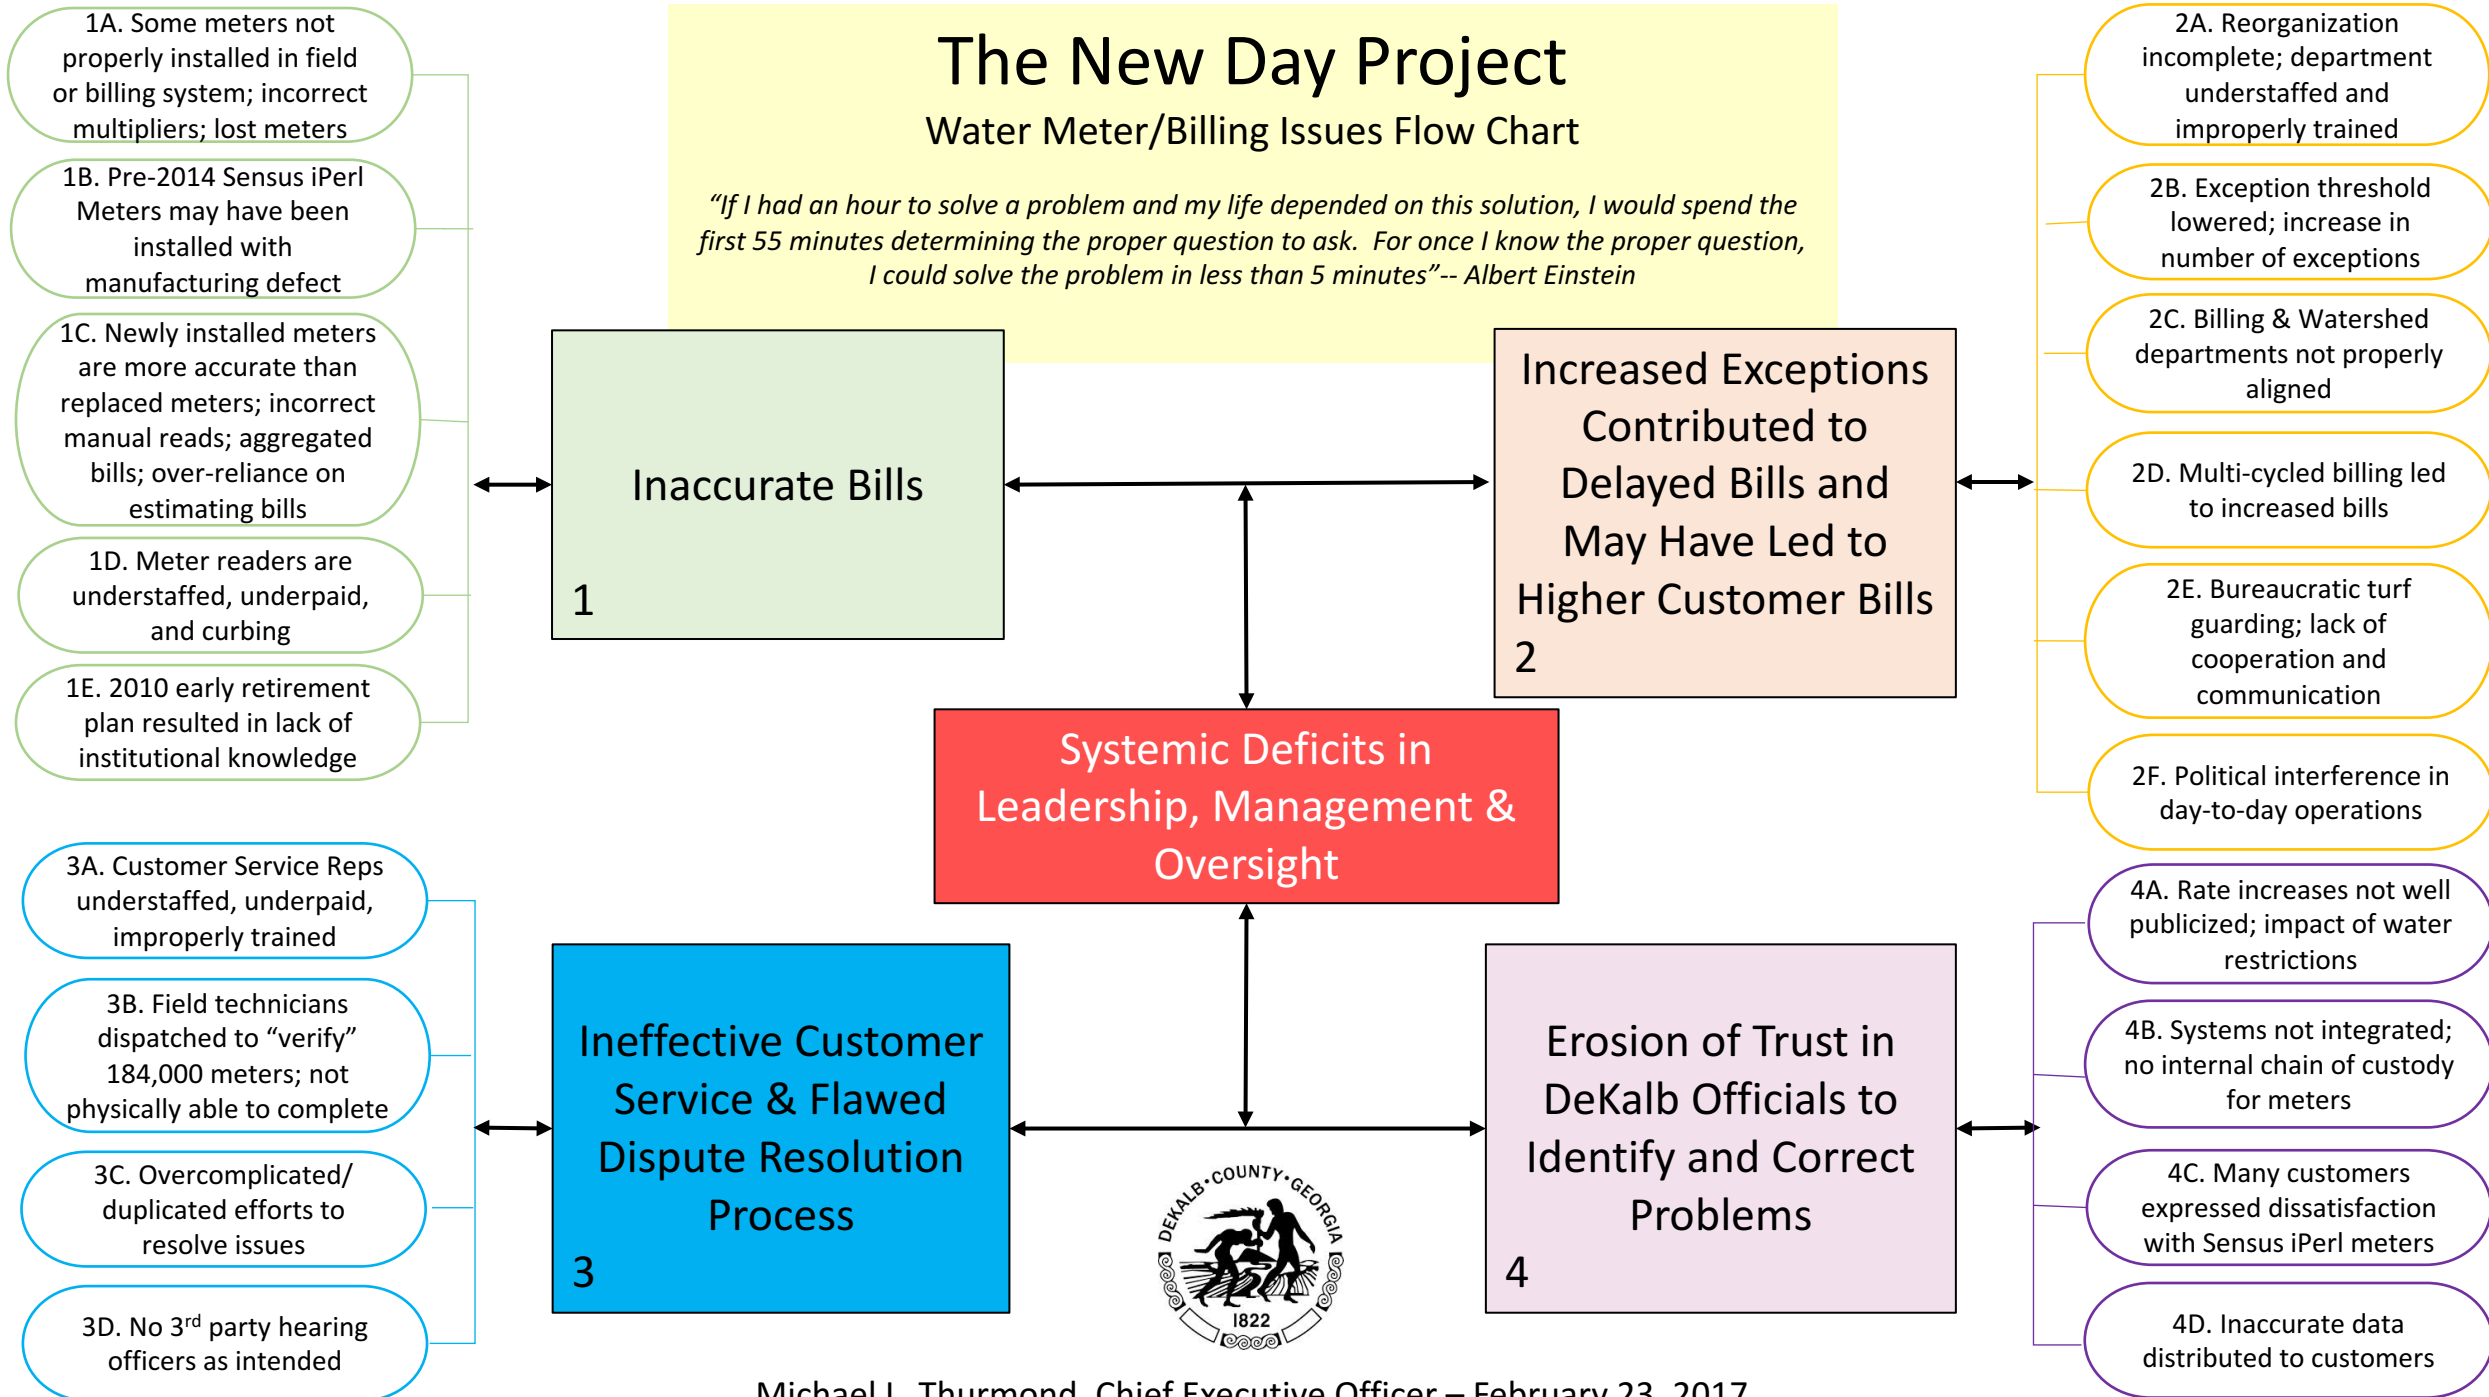 The New Day Project
Water Meter/Billing Issues Flow Chart
“If I had an hour to solve a problem and my life depended on this solution, I would spend the
first 55 minutes determining the proper question to ask.  For once I know the proper question,
I could solve the problem in less than 5 minutes”-- Albert Einstein
1A. Some meters not
properly installed in field
or billing system; incorrect
multipliers; lost meters
1B. Pre-2014 Sensus iPerl
Meters may have been
installed with
manufacturing defect
1C. Newly installed meters
are more accurate than
replaced meters; incorrect
manual reads; aggregated
bills; over-reliance on
estimating bills
1D. Meter readers are
understaffed, underpaid,
and curbing
1E. 2010 early retirement
plan resulted in lack of
institutional knowledge
Inaccurate Bills
1
Increased Exceptions
Contributed to
Delayed Bills and
May Have Led to
Higher Customer Bills
2
2A. Reorganization
incomplete; department
understaffed and
improperly trained
2B. Exception threshold
lowered; increase in
number of exceptions
2C. Billing & Watershed
departments not properly
aligned
2D. Multi-cycled billing led
to increased bills
2E. Bureaucratic turf
guarding; lack of
cooperation and
communication
2F. Political interference in
day-to-day operations
Systemic Deficits in
Leadership, Management &
Oversight
3A. Customer Service Reps
understaffed, underpaid,
improperly trained
3B. Field technicians
dispatched to “verify”
184,000 meters; not
physically able to complete
3C. Overcomplicated/
duplicated efforts to
resolve issues
3D. No 3rd party hearing
officers as intended
Ineffective Customer
Service & Flawed
Dispute Resolution
Process
3
Erosion of Trust in
DeKalb Officials to
Identify and Correct
Problems
4
4A. Rate increases not well
publicized; impact of water
restrictions
4B. Systems not integrated;
no internal chain of custody
for meters
4C. Many customers
expressed dissatisfaction
with Sensus iPerl meters
4D. Inaccurate data
distributed to customers
DEKALB•COUNTY•GEORGIA
1822
Michael L. Thurmond, Chief Executive Officer – February 23, 2017